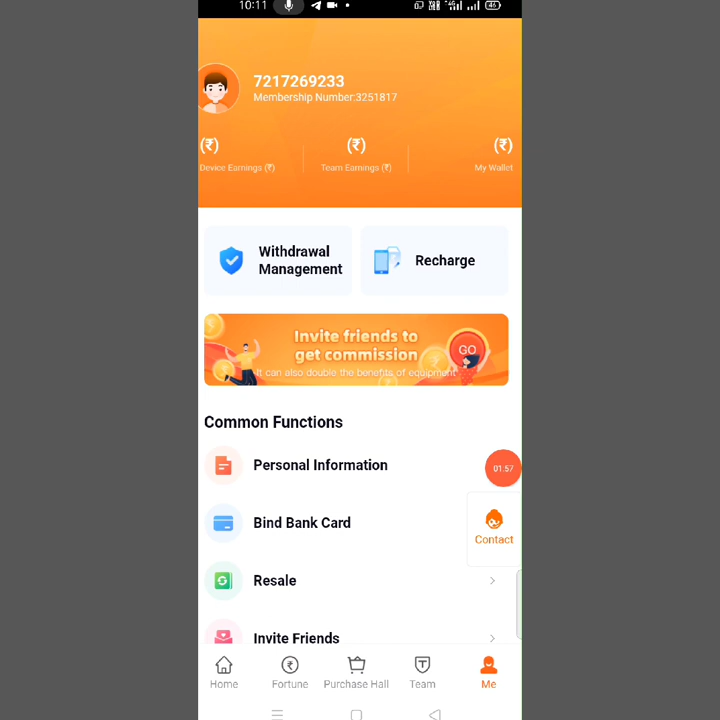 10:11
46
7217269233
Membership Number:3251817
(₹)
(₹)
(₹)
Device Earnings (₹)
Team Earnings (₹)
My Wallet
Withdrawal
Management
Recharge
Invite friends to
get commission
GO
It can also double the benefits of equipment
Common Functions
Personal Information
01:57
Bind Bank Card
Contact
Resale
Invite Friends
Home
Fortune
Purchase Hall
Team
Me